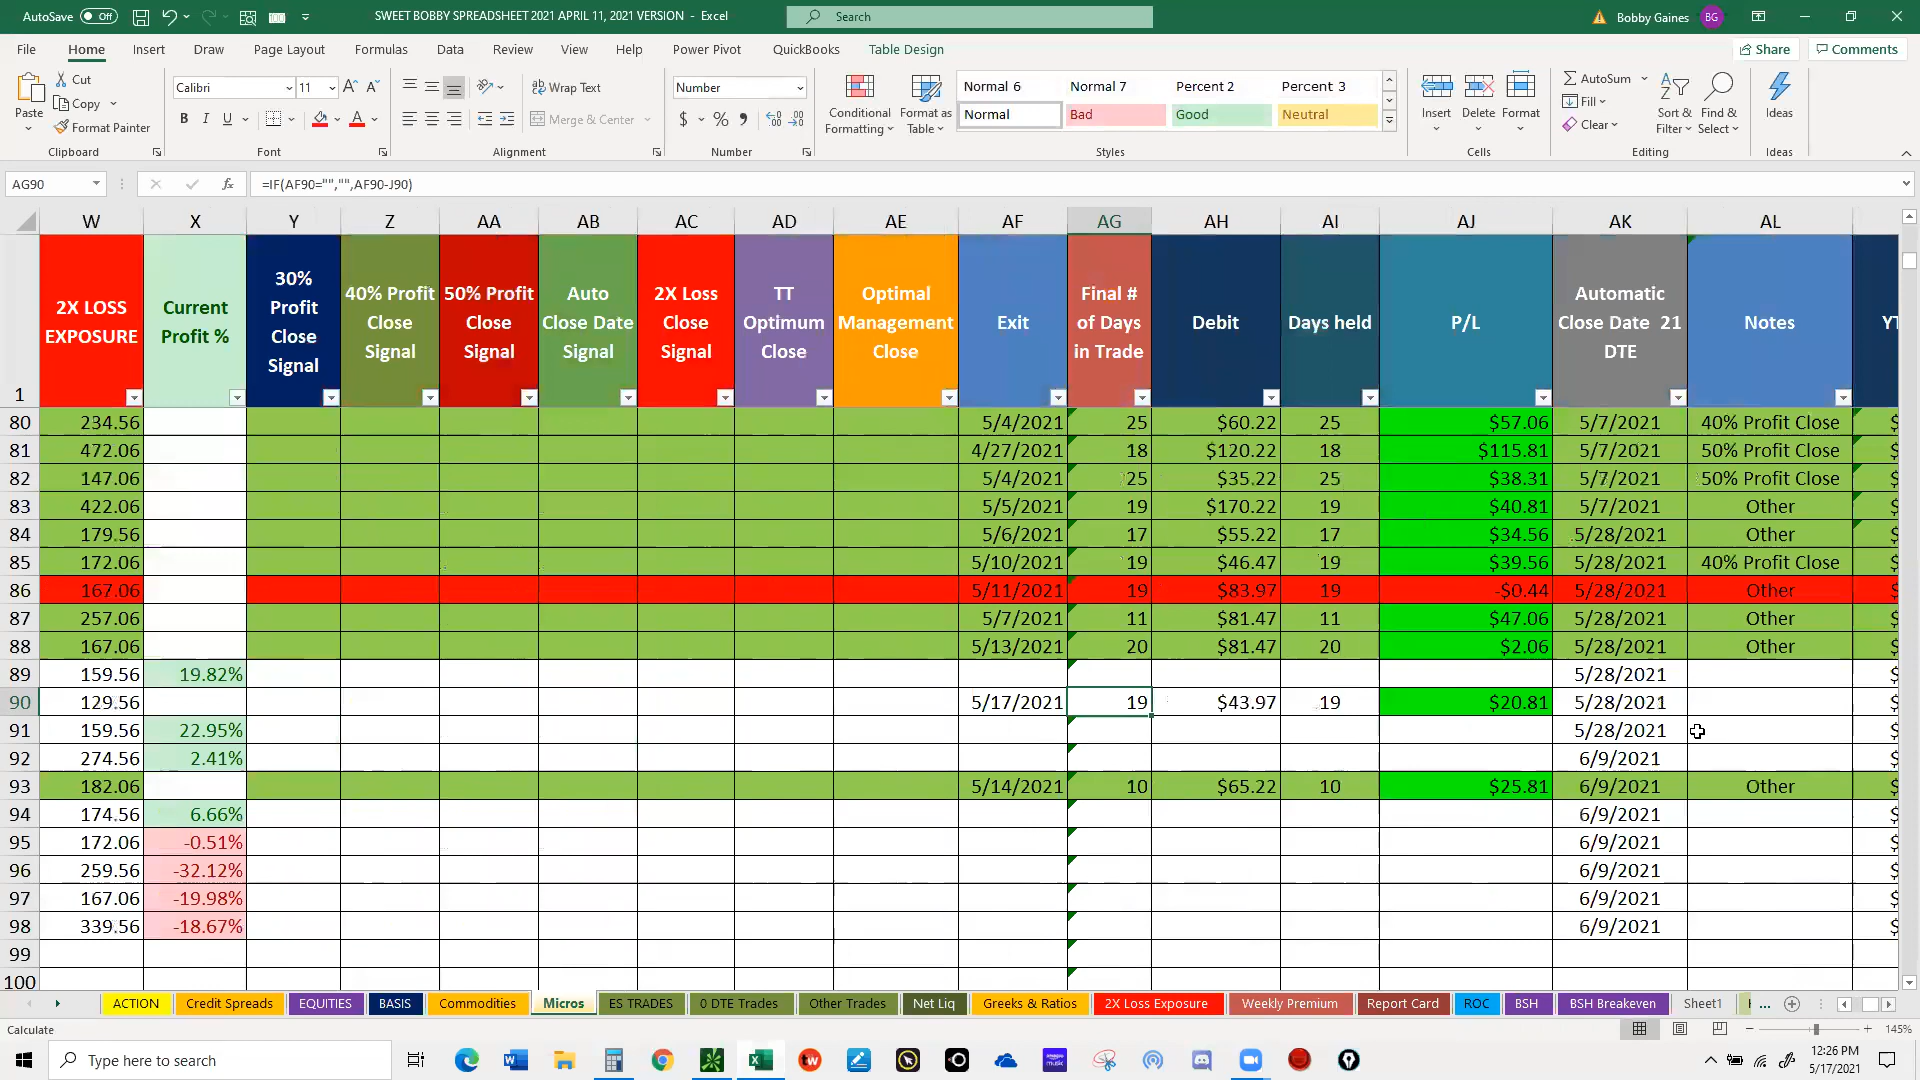 AutoSave Off SWEET BOBBY SPREADSHEET 2021 APRIL 11, 2021 VERSION - Excel Search Bobby Gaines BG
File Home Insert Draw Page Layout Formulas Data Review View Help Power Pivot QuickBooks Table Design Share Comments
Paste Cut Copy Format Painter Clipboard
Calibri 11 B I U Font
Wrap Text Merge & Center Alignment
Number $ % Number
Conditional Formatting Format as Table
Normal 6 Normal 7 Percent 2 Percent 3
Normal Bad Good Neutral
Styles
Insert Delete Format Cells
AutoSum Fill Clear Sort & Filter Find & Select Editing
Ideas Ideas
AG90 fx =IF(AF90="","",AF90-J90)
W X Y Z AA AB AC AD AE AF AG AH AI AJ AK AL
1 2X LOSS EXPOSURE Current Profit % 30% Profit Close Signal 40% Profit Close Signal 50% Profit Close Signal Auto Close Date Signal 2X Loss Close Signal TT Optimum Close Optimal Management Close Exit Final # of Days in Trade Debit Days held P/L Automatic Close Date 21 DTE Notes YT
80 234.56 5/4/2021 25 $60.22 25 $57.06 5/7/2021 40% Profit Close $
81 472.06 4/27/2021 18 $120.22 18 $115.81 5/7/2021 50% Profit Close $
82 147.06 5/4/2021 25 $35.22 25 $38.31 5/7/2021 50% Profit Close $
83 422.06 5/5/2021 19 $170.22 19 $40.81 5/7/2021 Other $
84 179.56 5/6/2021 17 $55.22 17 $34.56 5/28/2021 Other $
85 172.06 5/10/2021 19 $46.47 19 $39.56 5/28/2021 40% Profit Close $
86 167.06 5/11/2021 19 $83.97 19 -$0.44 5/28/2021 Other $
87 257.06 5/7/2021 11 $81.47 11 $47.06 5/28/2021 Other $
88 167.06 5/13/2021 20 $81.47 20 $2.06 5/28/2021 Other $
89 159.56 19.82% 5/28/2021 $
90 129.56 5/17/2021 19 $43.97 19 $20.81 5/28/2021 $
91 159.56 22.95% 5/28/2021 $
92 274.56 2.41% 6/9/2021 $
93 182.06 5/14/2021 10 $65.22 10 $25.81 6/9/2021 Other $
94 174.56 6.66% 6/9/2021 $
95 172.06 -0.51% 6/9/2021 $
96 259.56 -32.12% 6/9/2021 $
97 167.06 -19.98% 6/9/2021 $
98 339.56 -18.67% 6/9/2021 $
99
100
ACTION Credit Spreads EQUITIES BASIS Commodities Micros ES TRADES 0 DTE Trades Other Trades Net Liq Greeks & Ratios 2X Loss Exposure Weekly Premium Report Card ROC BSH BSH Breakeven Sheet1 ...
Calculate 145%
Type here to search 12:26 PM
5/17/2021